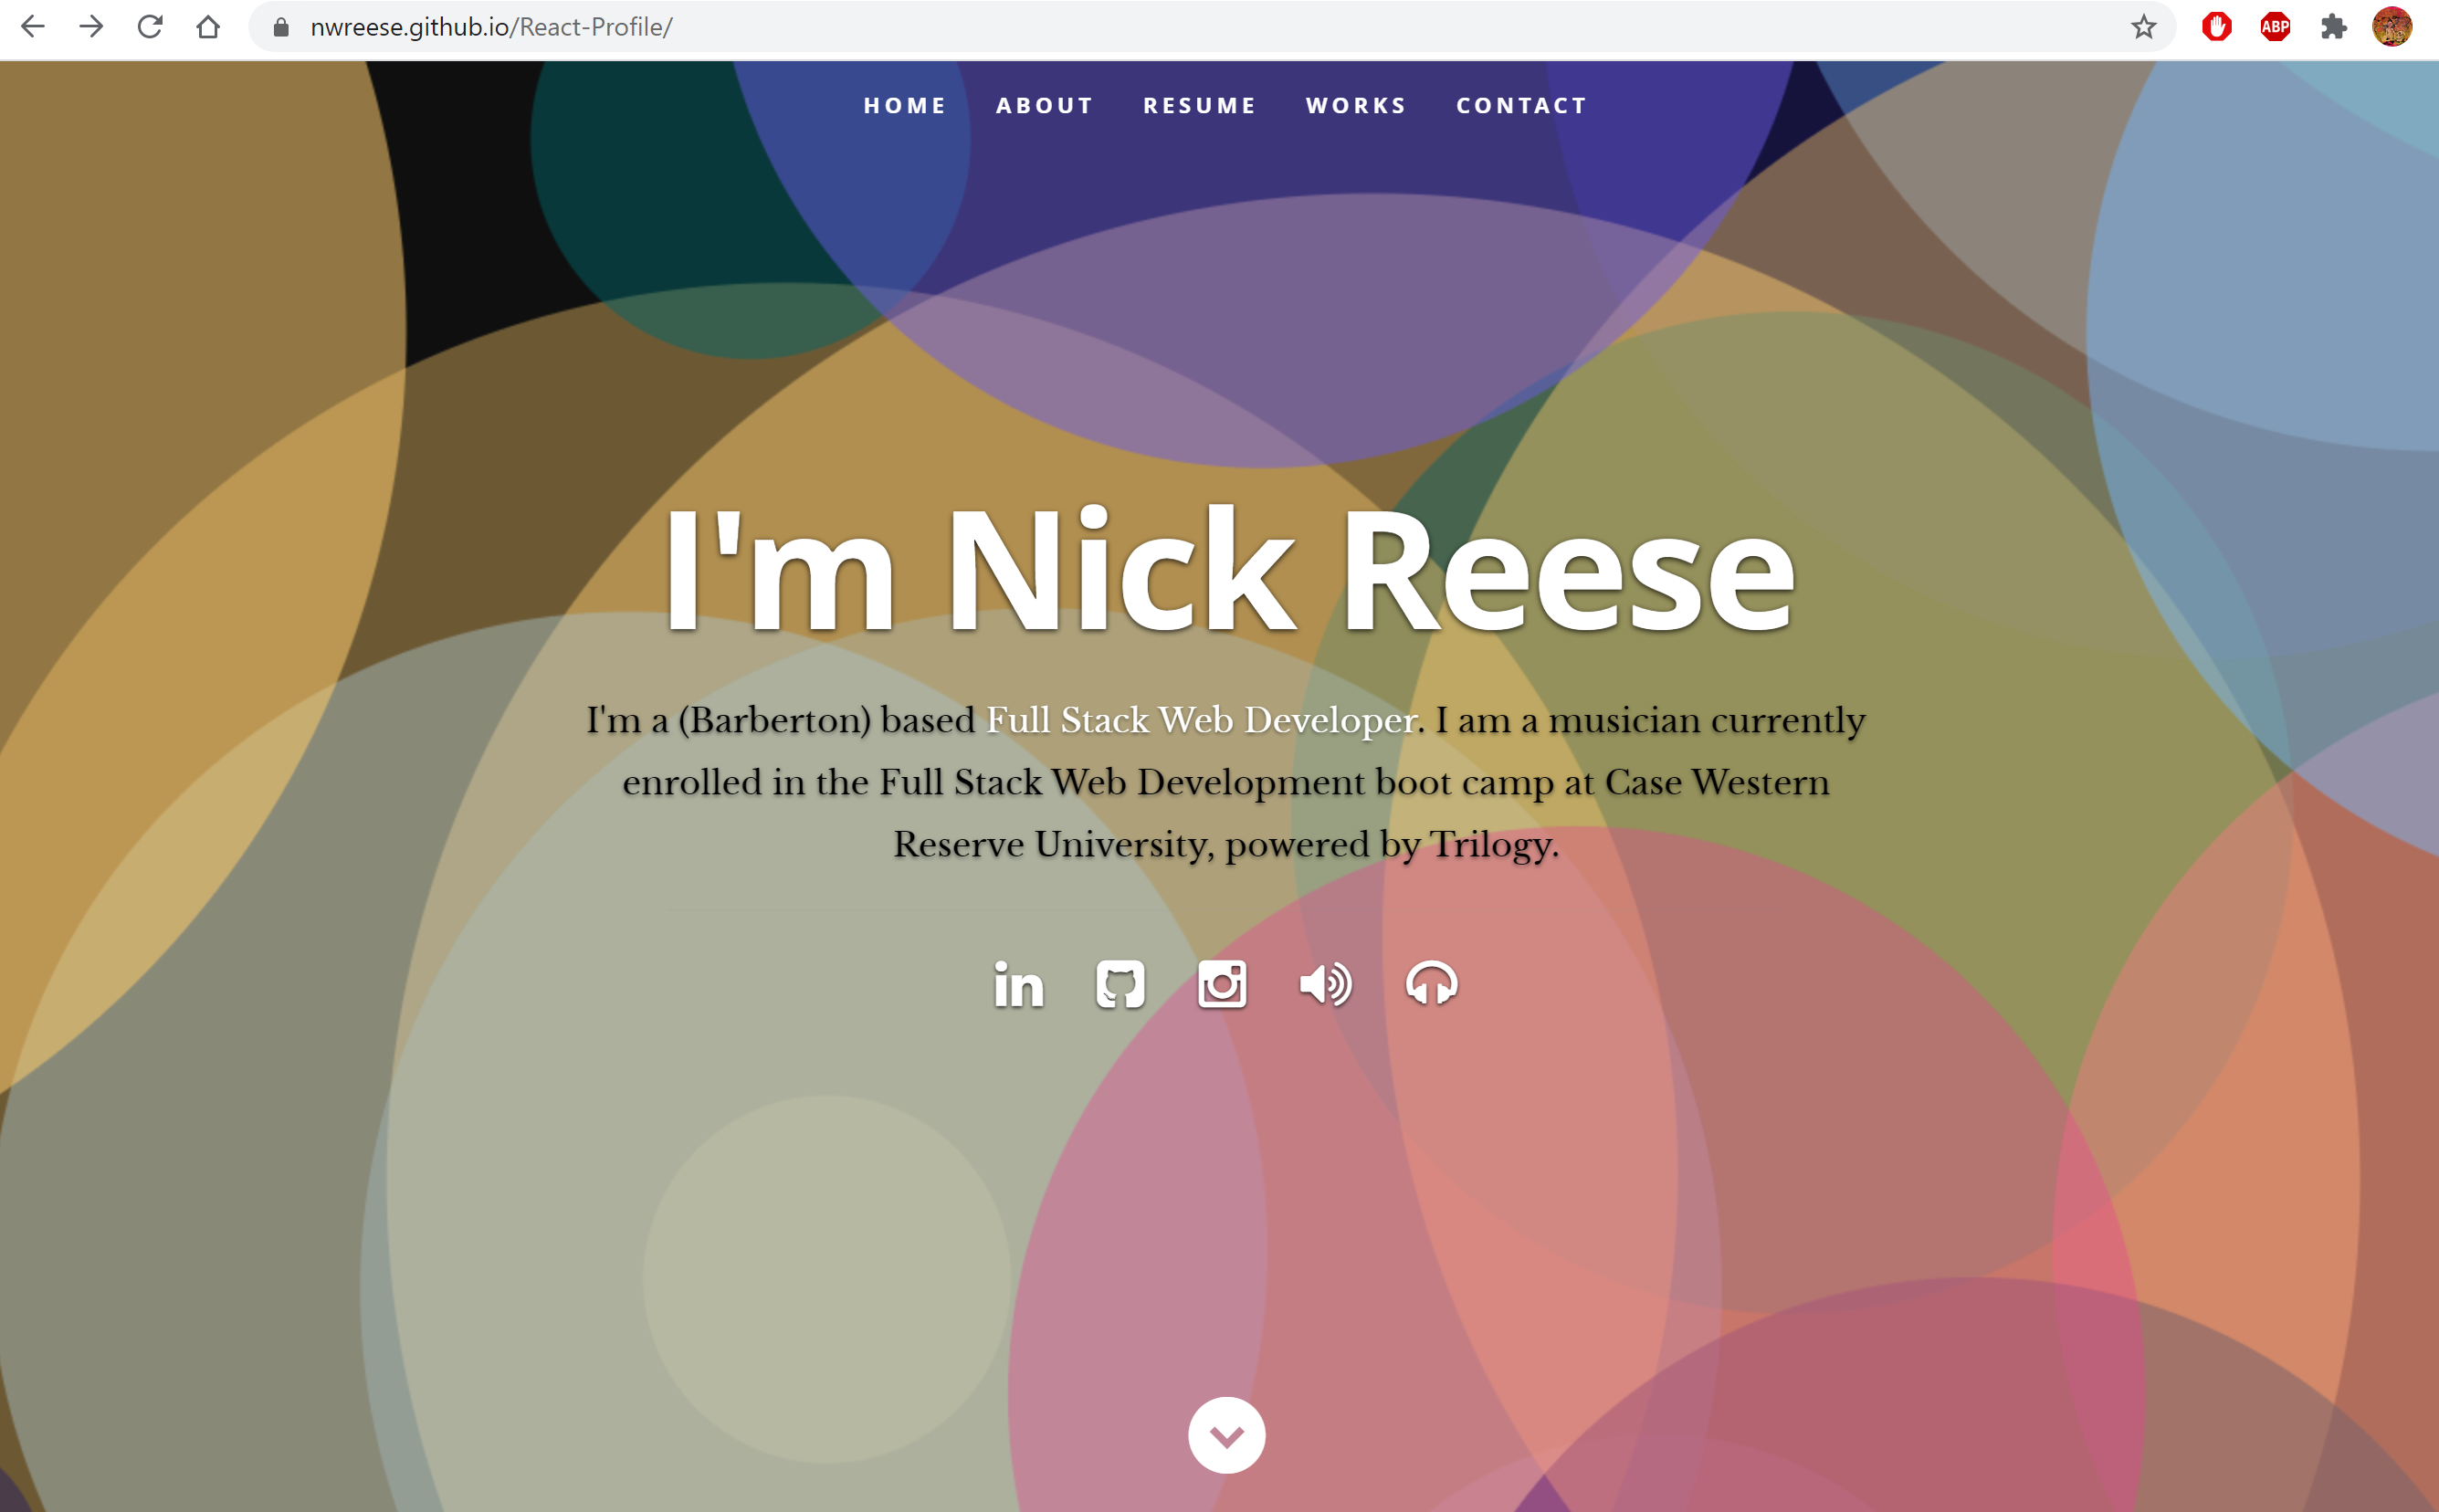 nwreese.github.io/React-Profile/
ABP
HOME ABOUT RESUME WORKS CONTACT
I'm Nick Reese
I'm a (Barberton) based Full Stack Web Developer. I am a musician currently
enrolled in the Full Stack Web Development boot camp at Case Western
Reserve University, powered by Trilogy.
in